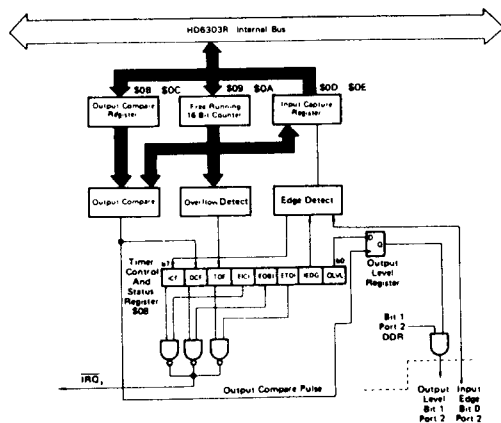 HD6303R Internal Bus
$0B $0C
$09 $0A
$0D $0E
Output Compare
Register
Free Running
16 Bit Counter
Input Capture
Register
Output Compare
Overflow Detect
Edge Detect
Timer
Control
And
Status
Register
$08
b7
b0
ICF OCF TOF EICI EOCI ETOI IEDG OLVL
D
Q
Output
Level
Register
Bit 1
Port 2
DDR
IRQ
Output Compare Pulse
Output
Level
Bit 1
Port 2
Input
Edge
Bit 0
Port 2